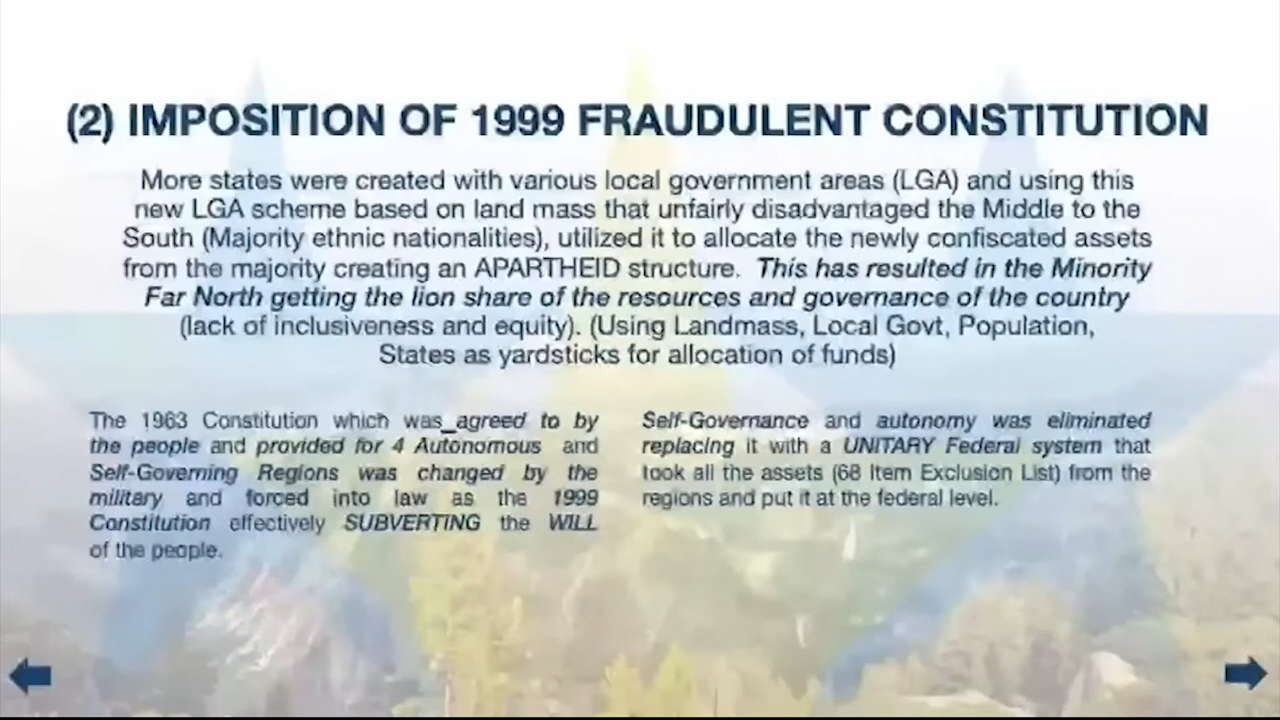 (2) IMPOSITION OF 1999 FRAUDULENT CONSTITUTION
More states were created with various local government areas (LGA) and using this
new LGA scheme based on land mass that unfairly disadvantaged the Middle to the
South (Majority ethnic nationalities), utilized it to allocate the newly confiscated assets
from the majority creating an APARTHEID structure. This has resulted in the Minority
Far North getting the lion share of the resources and governance of the country
(lack of inclusiveness and equity). (Using Landmass, Local Govt, Population,
States as yardsticks for allocation of funds)
The 1963 Constitution which was_agreed to by
the people and provided for 4 Autonomous and
Self-Governing Regions was changed by the
military and forced into law as the 1999
Constitution effectively SUBVERTING the WILL
of the people.
Self-Governance and autonomy was eliminated
replacing it with a UNITARY Federal system that
took all the assets (68 Item Exclusion List) from the
regions and put it at the federal level.